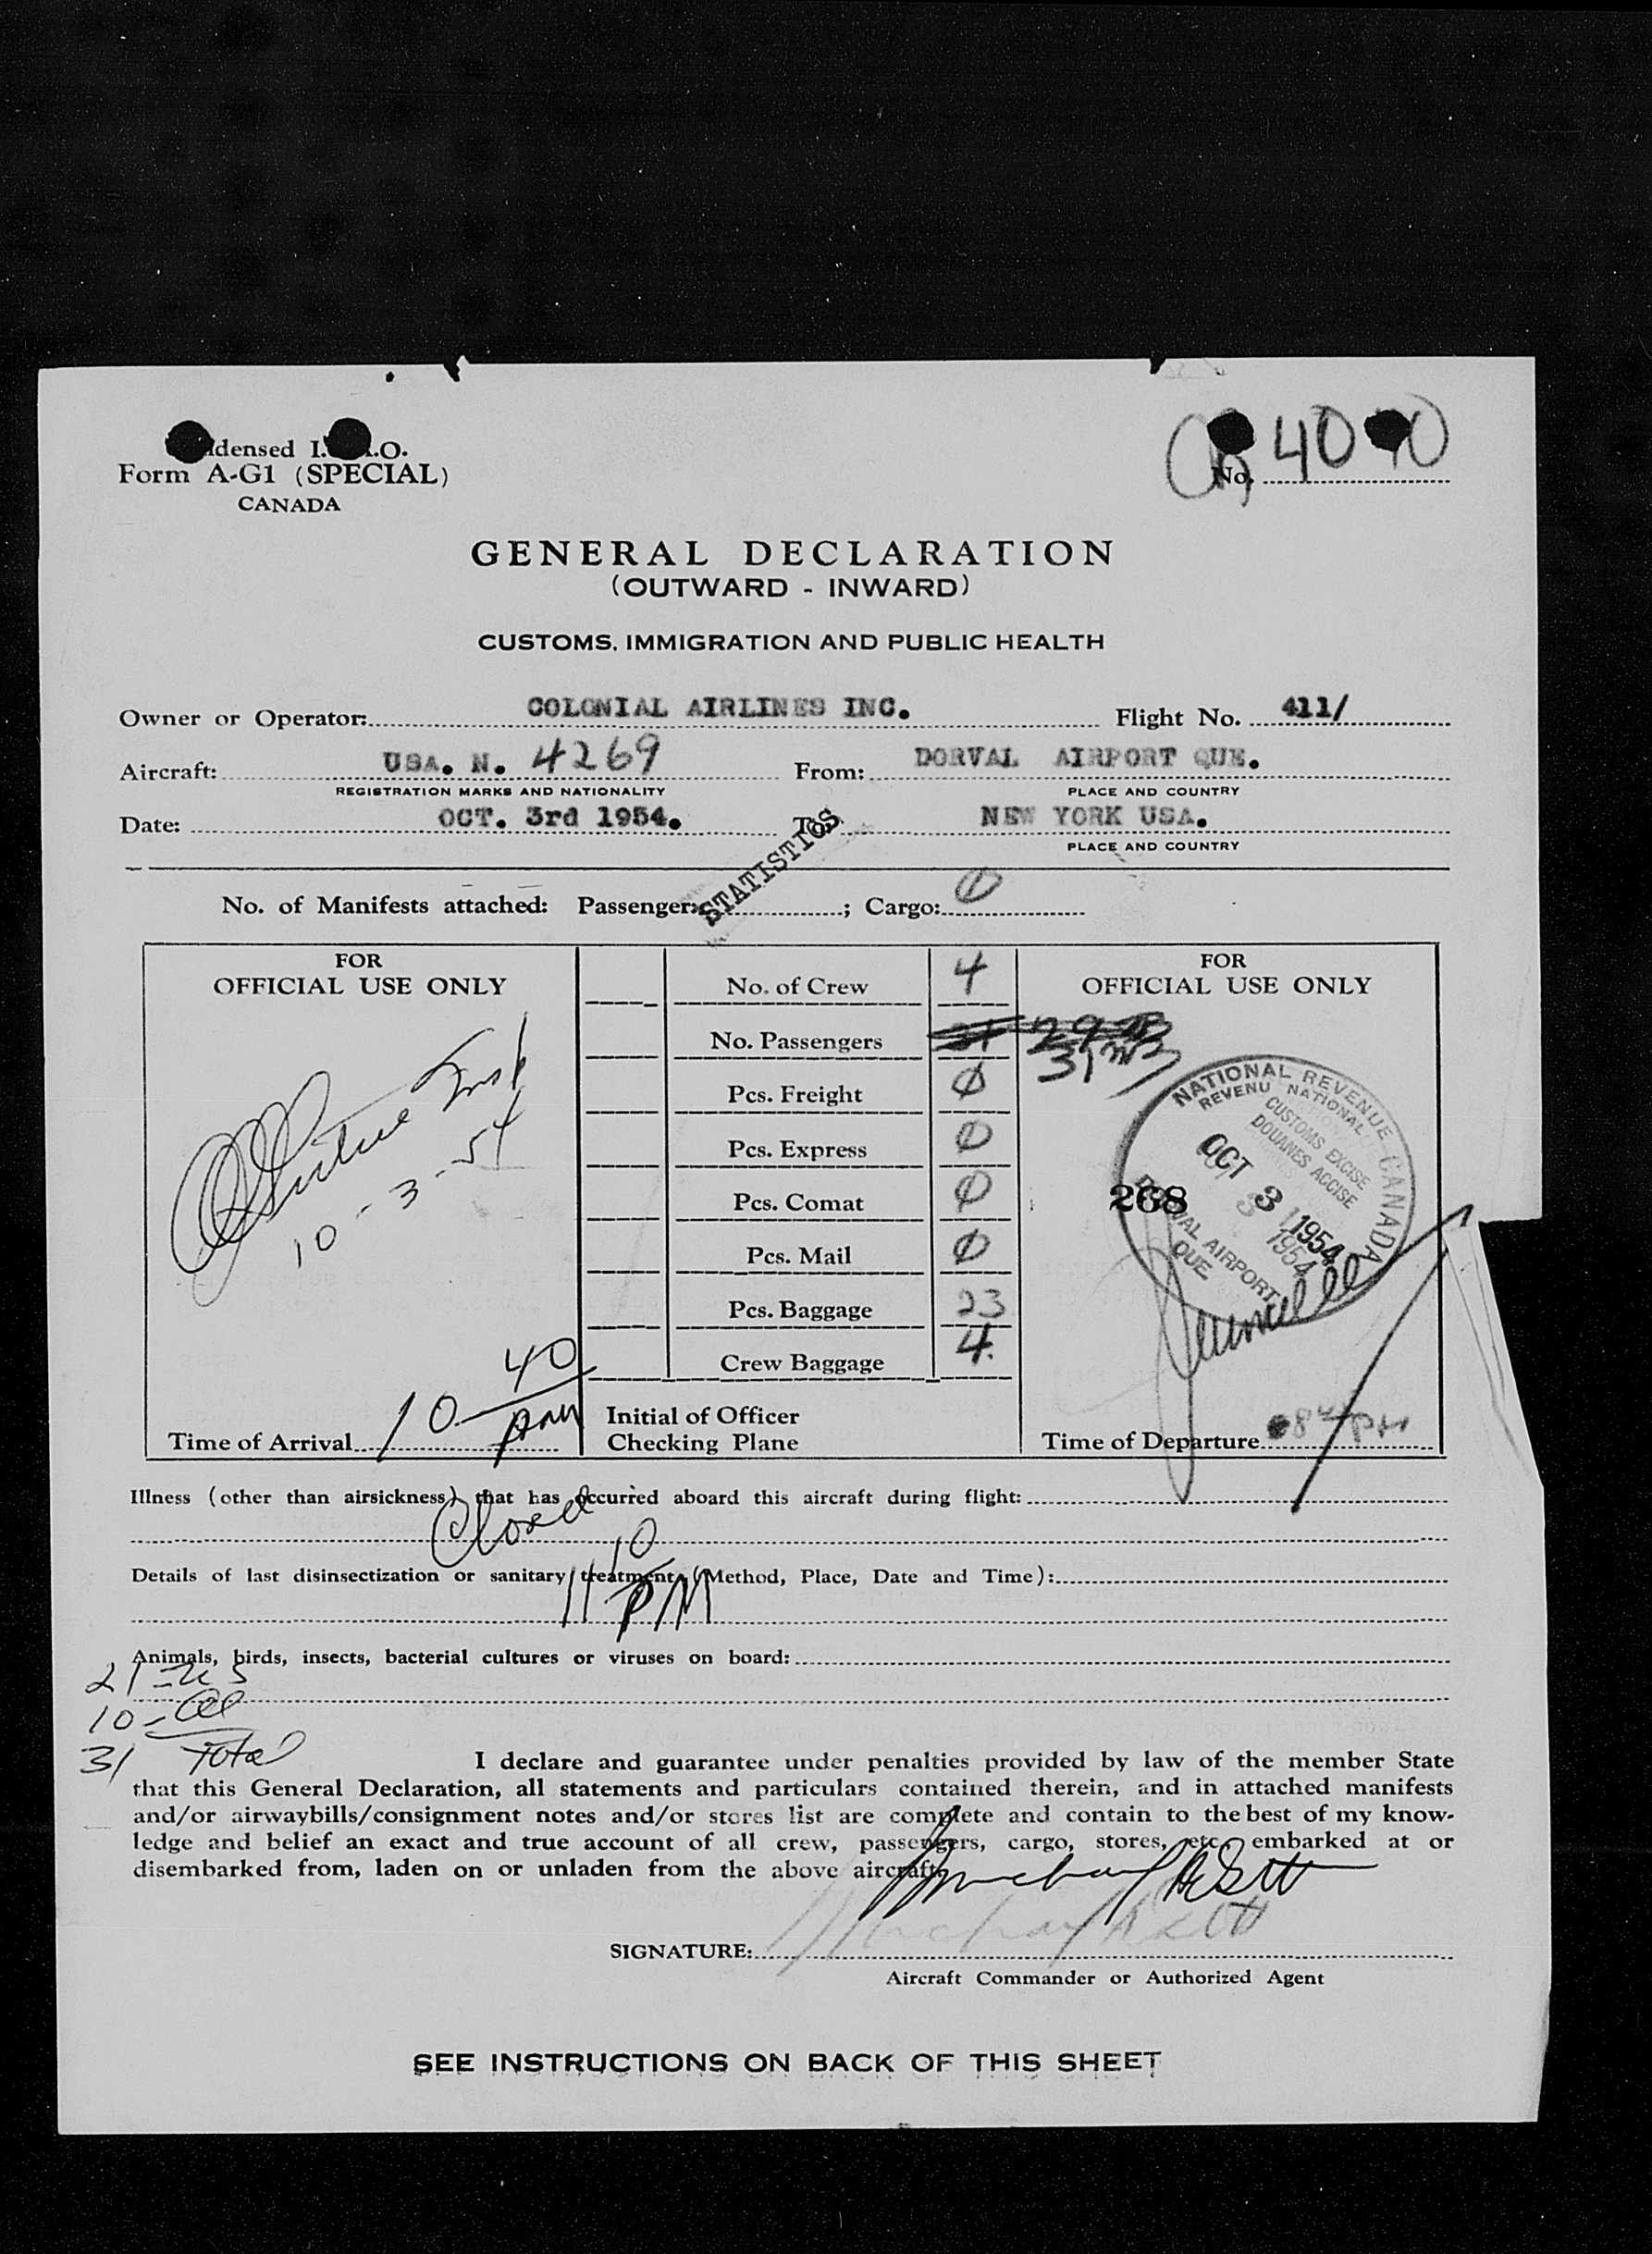 densed I. .O.
Form A-G1 (SPECIAL)
CANADA
No. 4040
GENERAL DECLARATION
(OUTWARD - INWARD)
CUSTOMS, IMMIGRATION AND PUBLIC HEALTH
Owner or Operator: COLONIAL AIRLINES INC. Flight No. 411/
Aircraft: USA. N. 4269 From: DORVAL AIRPORT QUE.
REGISTRATION MARKS AND NATIONALITY PLACE AND COUNTRY
Date: OCT. 3rd 1954. To: NEW YORK USA.
PLACE AND COUNTRY
STATISTICS
No. of Manifests attached: Passenger: ; Cargo: 0
FOR
OFFICIAL USE ONLY
10-3-54
Time of Arrival 10 40 PM
No. of Crew 4
No. Passengers 31 29
31
Pcs. Freight 0
Pcs. Express 0
Pcs. Comat 0
Pcs. Mail 0
Pcs. Baggage 23
Crew Baggage 4.
Initial of Officer
Checking Plane
FOR
OFFICIAL USE ONLY
NATIONAL REVENUE CANADA
REVENU NATIONAL
CUSTOMS EXCISE
DOUANES ACCISE
OCT 3 1954
3 1954
268
DORVAL AIRPORT
QUE.
Time of Departure
Illness (other than airsickness) that has occurred aboard this aircraft during flight:
Closed
Details of last disinsectization or sanitary treatment (Method, Place, Date and Time):
11 10 PM
Animals, birds, insects, bacterial cultures or viruses on board:
21 - US
10 -
31 Total
I declare and guarantee under penalties provided by law of the member State
that this General Declaration, all statements and particulars contained therein, and in attached manifests
and/or airwaybills/consignment notes and/or stores list are complete and contain to the best of my know-
ledge and belief an exact and true account of all crew, passengers, cargo, stores, etc. embarked at or
disembarked from, laden on or unladen from the above aircraft.
SIGNATURE:
Aircraft Commander or Authorized Agent
SEE INSTRUCTIONS ON BACK OF THIS SHEET